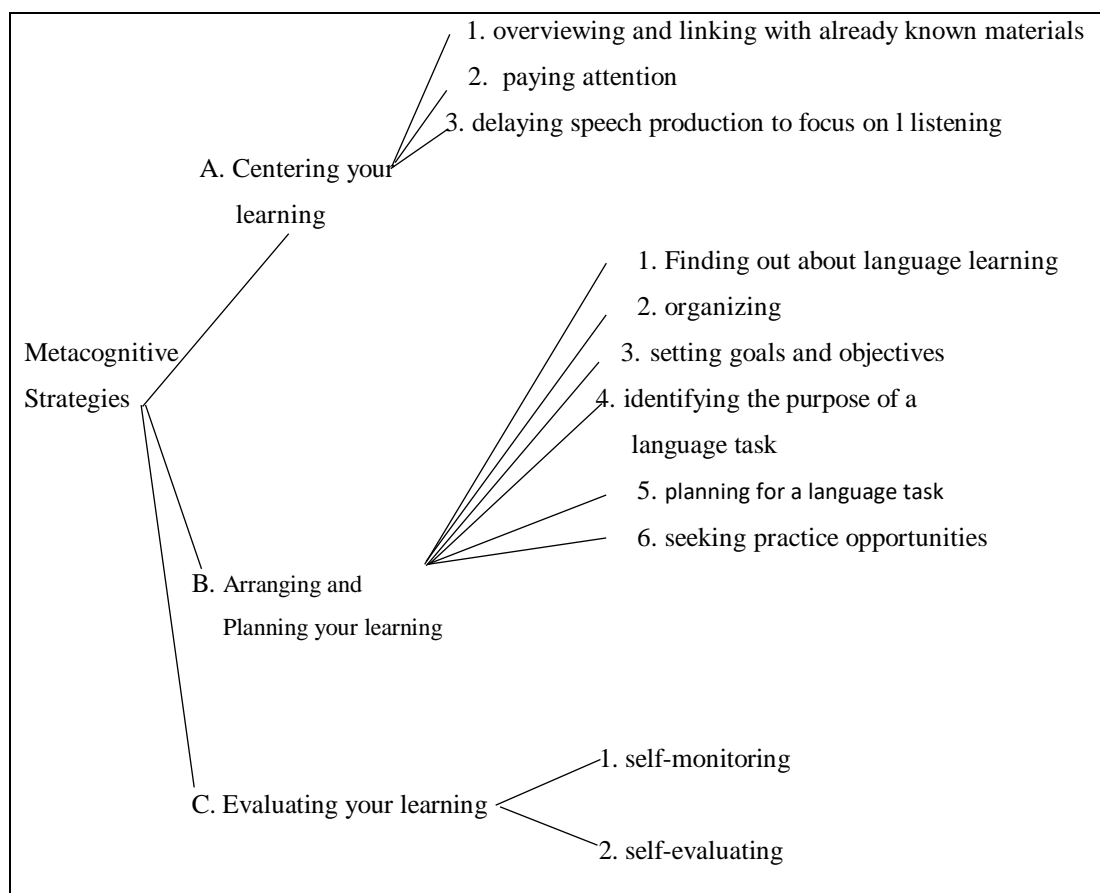 1. overviewing and linking with already known materials
2. paying attention
3. delaying speech production to focus on l listening
A. Centering your
learning
1. Finding out about language learning
2. organizing
3. setting goals and objectives
Metacognitive
Strategies
4. identifying the purpose of a
language task
5. planning for a language task
6. seeking practice opportunities
B. Arranging and
Planning your learning
1. self-monitoring
C. Evaluating your learning
2. self-evaluating